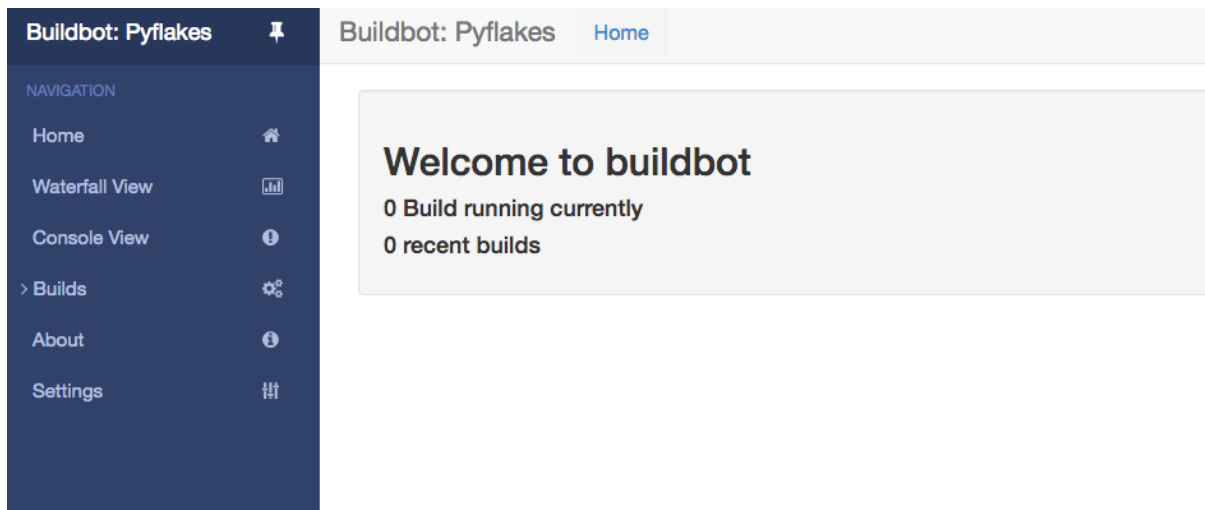 Buildbot: Pyflakes
NAVIGATION
Home
Waterfall View
Console View
Builds
About
Settings
Buildbot: Pyflakes Home
Welcome to buildbot
0 Build running currently
0 recent builds